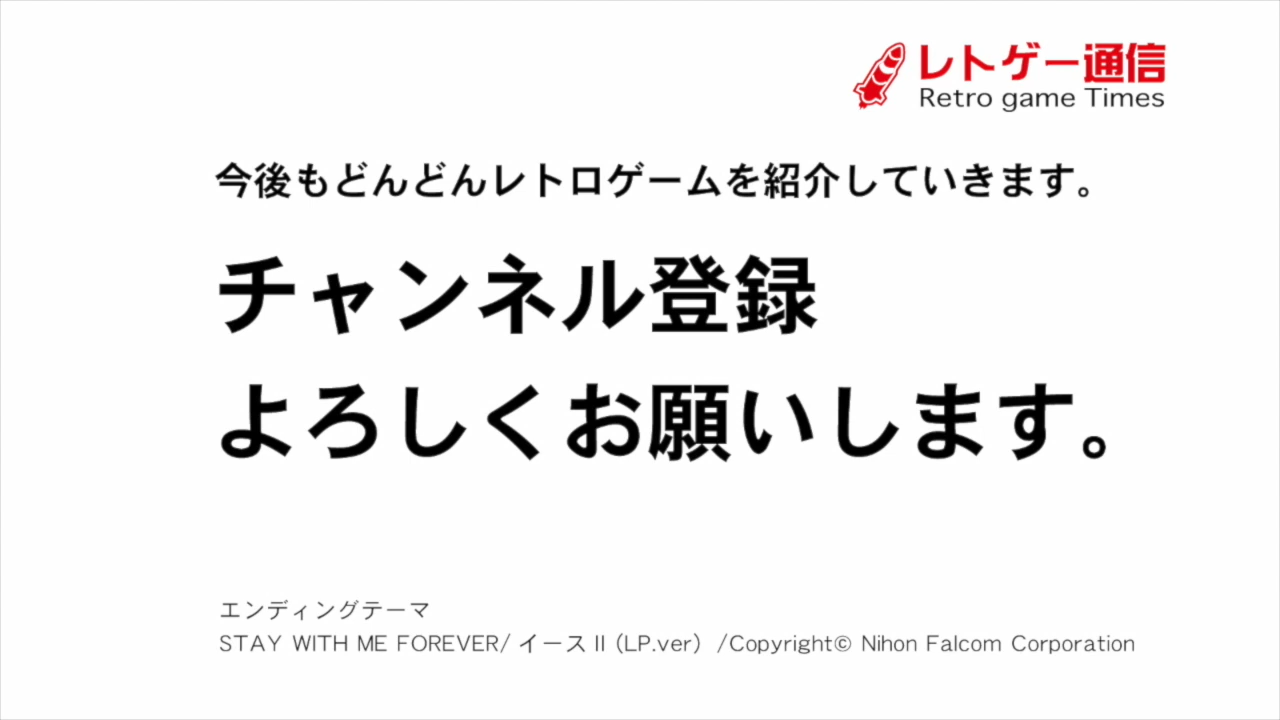 レトゲー通信
Retro game Times
今後もどんどんレトロゲームを紹介していきます。
チャンネル登録
よろしくお願いします。
エンディングテーマ
STAY WITH ME FOREVER/ イースⅡ (LP.ver) /Copyright© Nihon Falcom Corporation